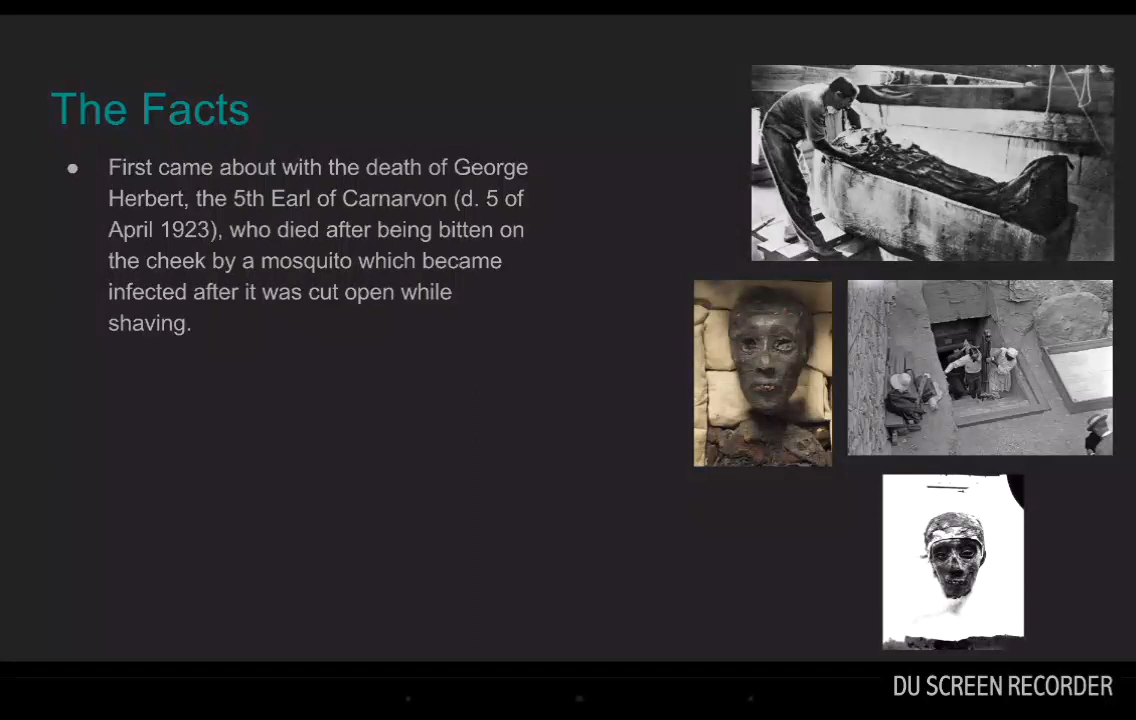 The Facts
● First came about with the death of George
Herbert, the 5th Earl of Carnarvon (d. 5 of
April 1923), who died after being bitten on
the cheek by a mosquito which became
infected after it was cut open while
shaving.
DU SCREEN RECORDER